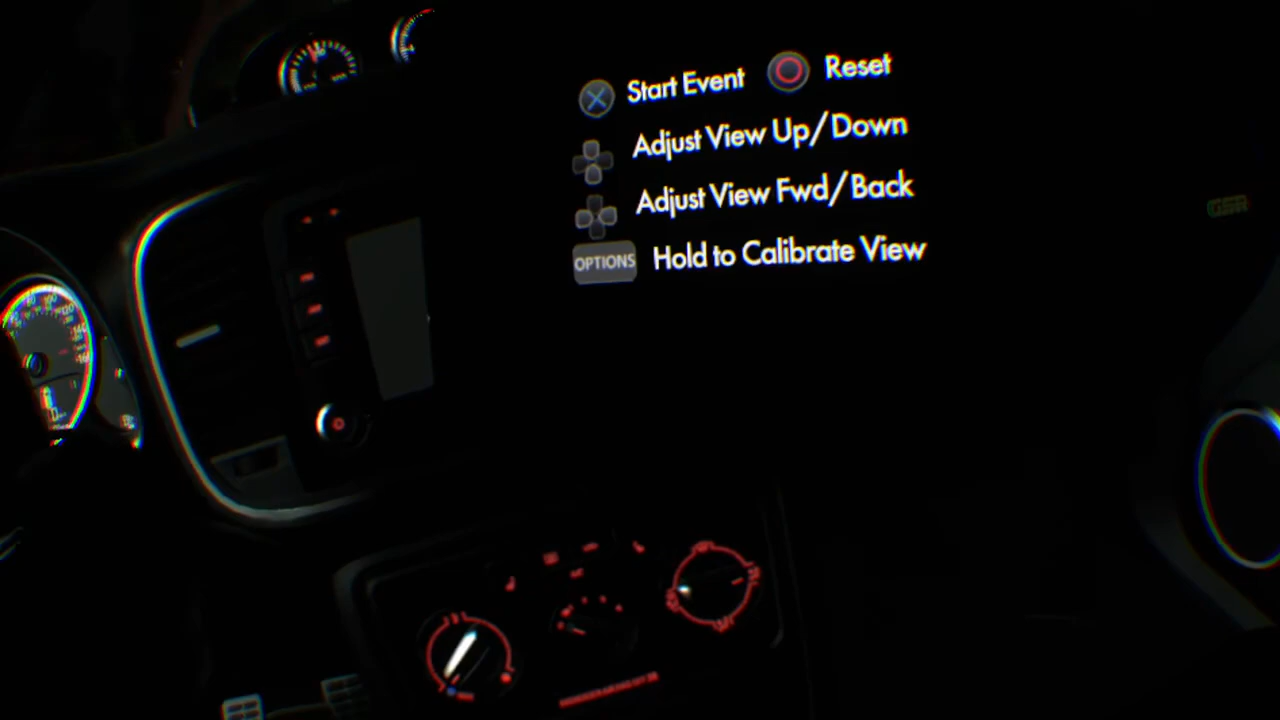 Start Event Reset
Adjust View Up/Down
Adjust View Fwd/Back
OPTIONS Hold to Calibrate View